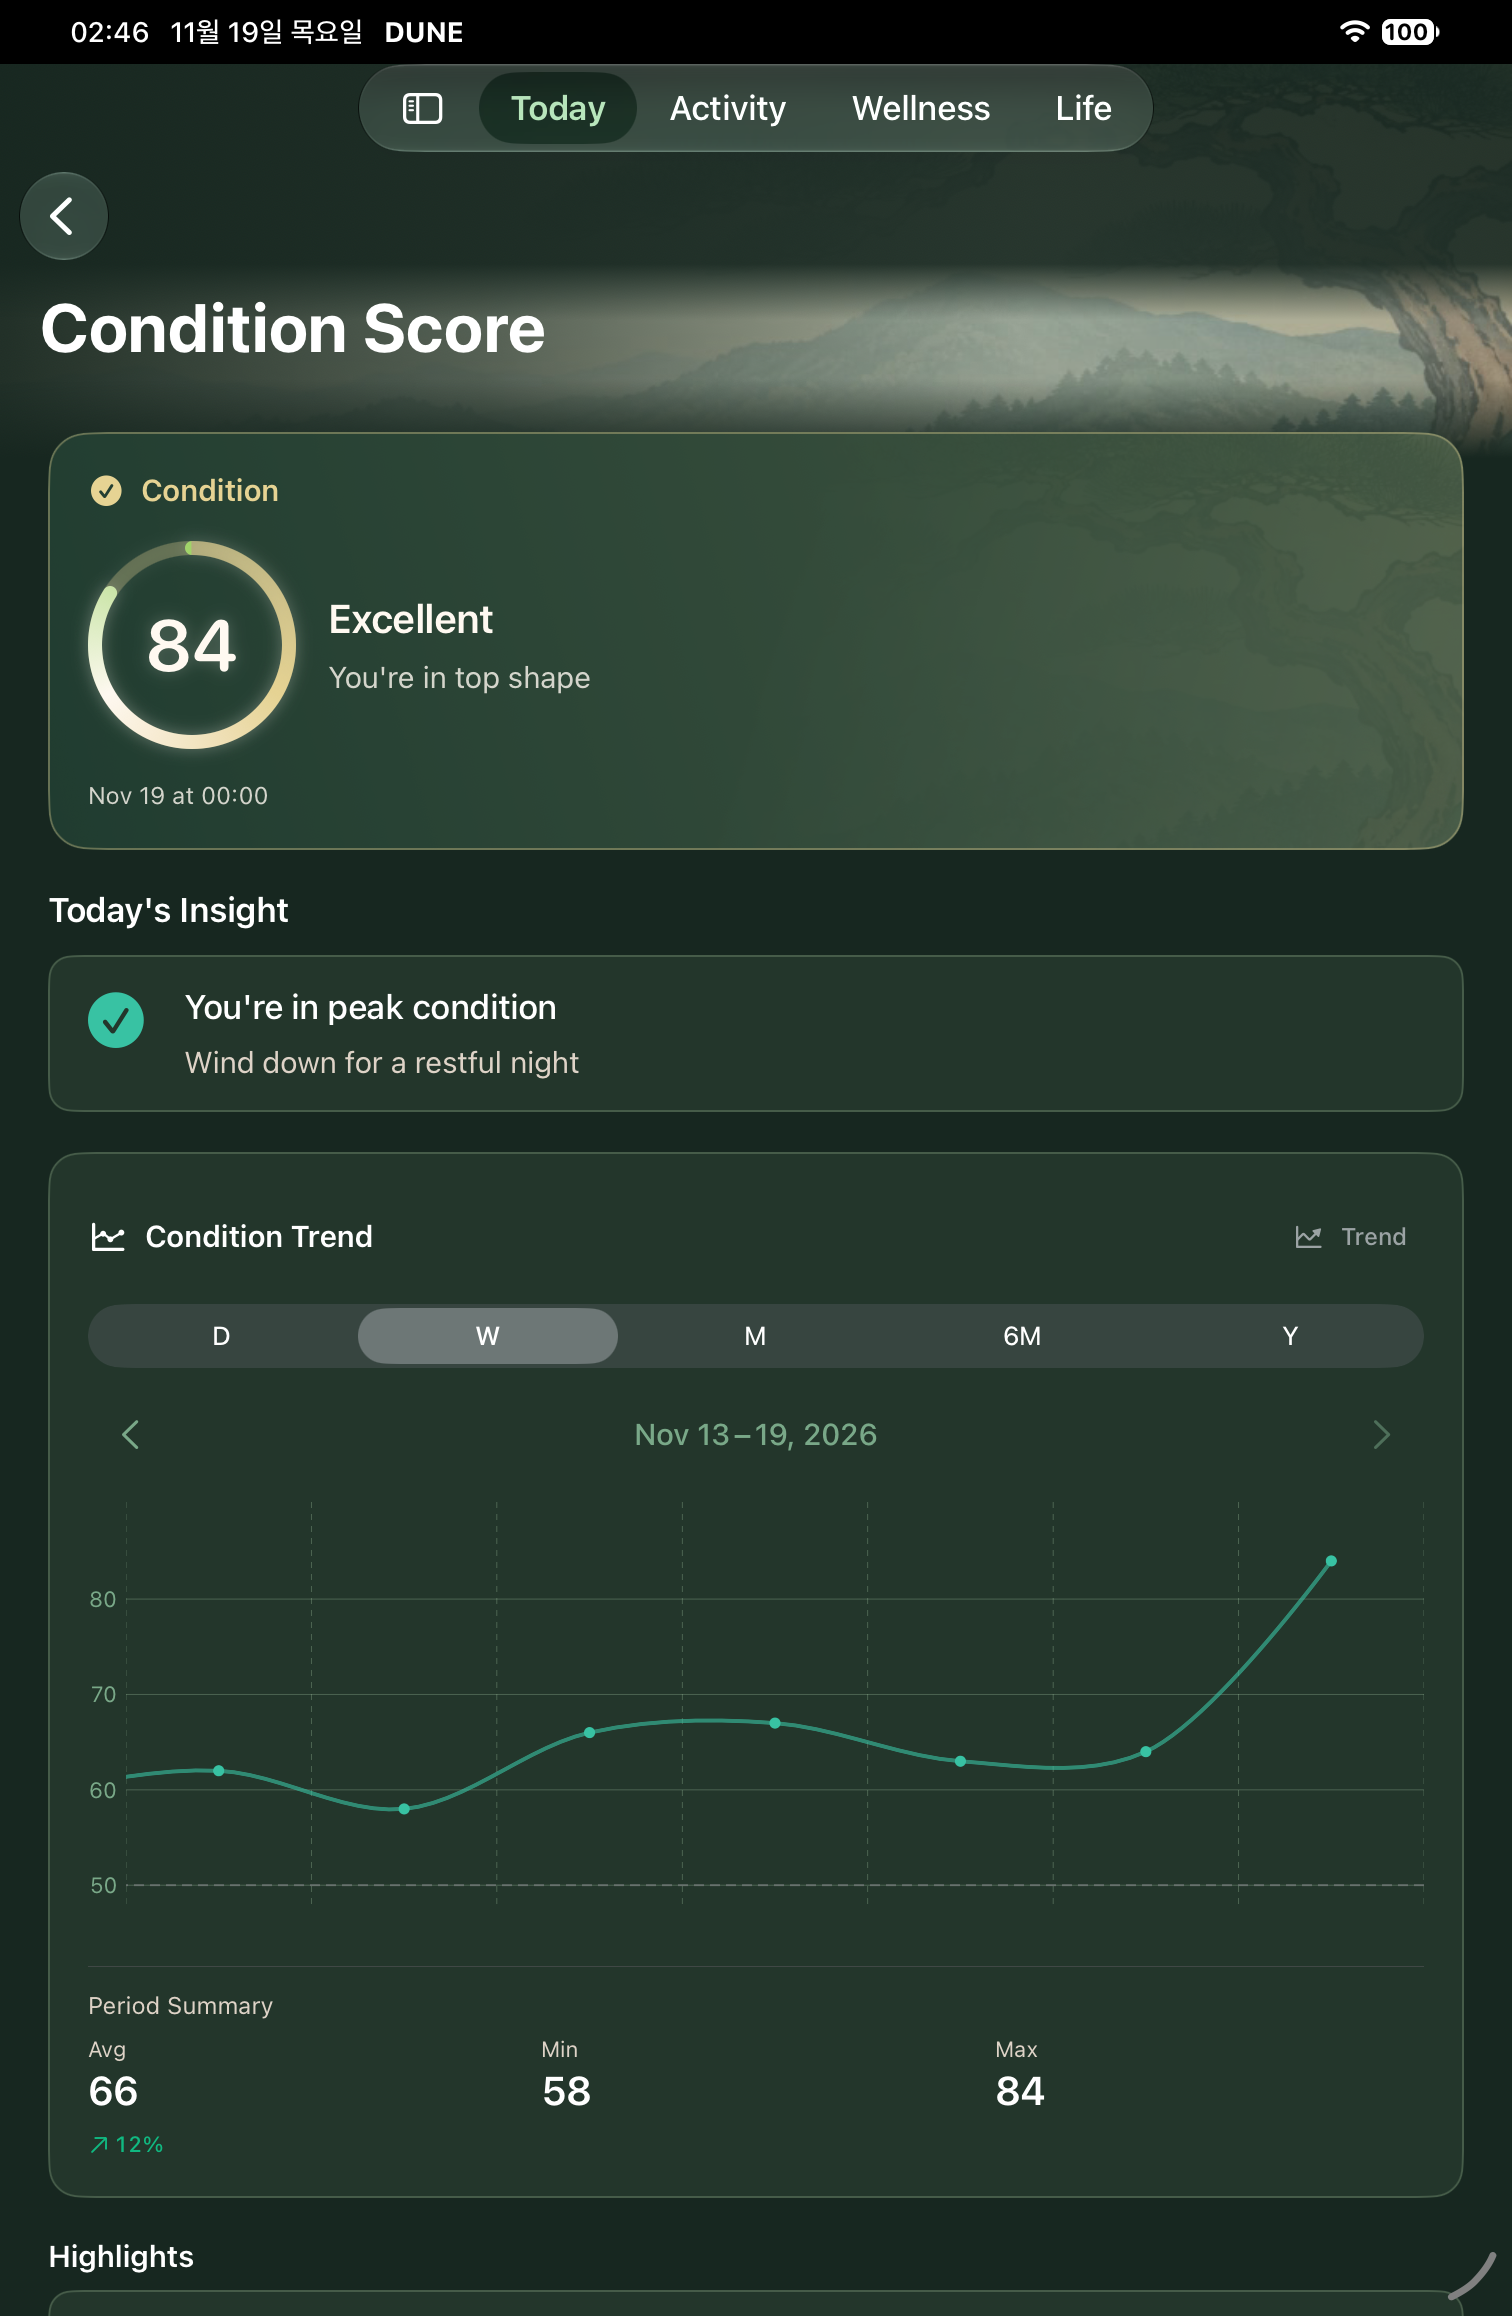 02:46 11월 19일 목요일 DUNE 100
Today Activity Wellness Life
Condition Score
Condition
84
Excellent
You're in top shape
Nov 19 at 00:00
Today's Insight
You're in peak condition
Wind down for a restful night
Condition Trend
Trend
D W M 6M Y
Nov 13–19, 2026
80
70
60
50
Period Summary
Avg Min Max
66 58 84
12%
Highlights